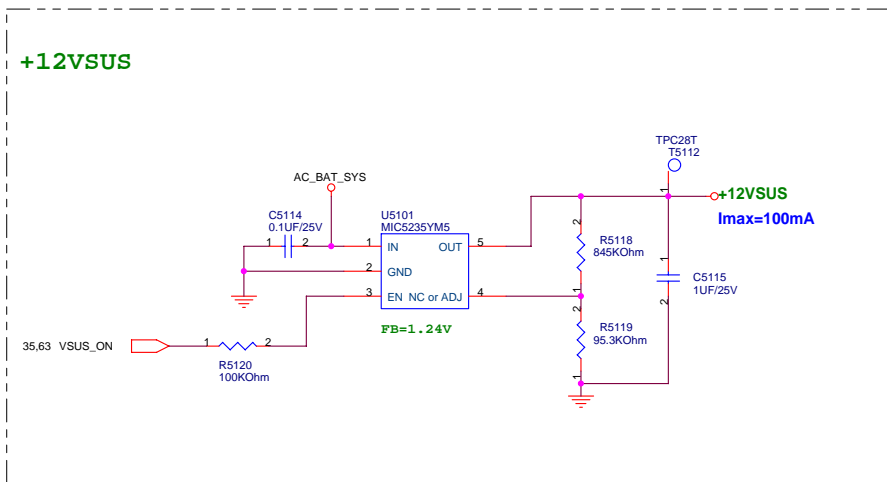 +12VSUS
TPC28T
T5112
AC_BAT_SYS
1
+12VSUS
Imax=100mA
C5114
0.1UF/25V
U5101
MIC5235YM5
1 2
1 IN OUT 5
2 GND
3 EN NC or ADJ 4
FB=1.24V
2
R5118
845KOhm
1
1
C5115
1UF/25V
2
2
R5119
95.3KOhm
1
35,63 VSUS_ON
1 2
R5120
100KOhm